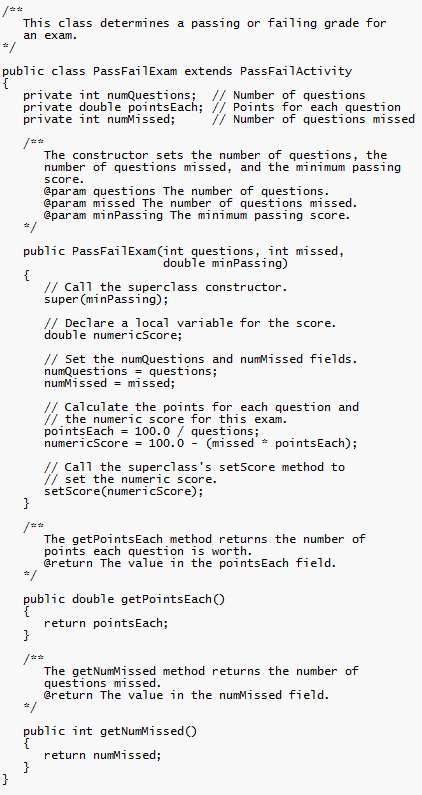 /**
   This class determines a passing or failing grade for
   an exam.
*/

public class PassFailExam extends PassFailActivity
{
   private int numQuestions;  // Number of questions
   private double pointsEach; // Points for each question
   private int numMissed;     // Number of questions missed

   /**
      The constructor sets the number of questions, the
      number of questions missed, and the minimum passing
      score.
      @param questions The number of questions.
      @param missed The number of questions missed.
      @param minPassing The minimum passing score.
   */

   public PassFailExam(int questions, int missed,
                       double minPassing)
   {
      // Call the superclass constructor.
      super(minPassing);

      // Declare a local variable for the score.
      double numericScore;

      // Set the numQuestions and numMissed fields.
      numQuestions = questions;
      numMissed = missed;

      // Calculate the points for each question and
      // the numeric score for this exam.
      pointsEach = 100.0 / questions;
      numericScore = 100.0 - (missed * pointsEach);

      // Call the superclass's setScore method to
      // set the numeric score.
      setScore(numericScore);
   }

   /**
      The getPointsEach method returns the number of
      points each question is worth.
      @return The value in the pointsEach field.
   */

   public double getPointsEach()
   {
      return pointsEach;
   }

   /**
      The getNumMissed method returns the number of
      questions missed.
      @return The value in the numMissed field.
   */

   public int getNumMissed()
   {
      return numMissed;
   }
}